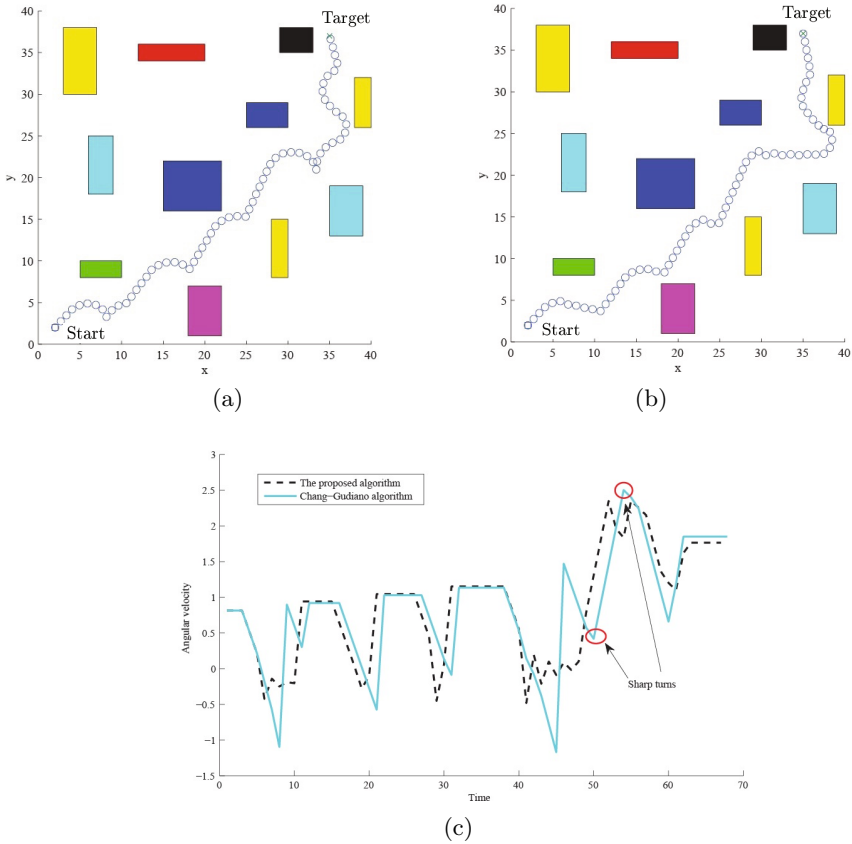 Target
40
35
30
25
20
15
10
5
0
y
Start
0 5 10 15 20 25 30 35 40
x
(a)
Target
40
35
30
25
20
15
10
5
0
y
Start
0 5 10 15 20 25 30 35 40
x
(b)
3
2.5
2
1.5
1
0.5
0
−0.5
−1
−1.5
Angular velocity
The proposed algorithm
Chang–Gudiano algorithm
Sharp turns
0 10 20 30 40 50 60 70
Time
(c)